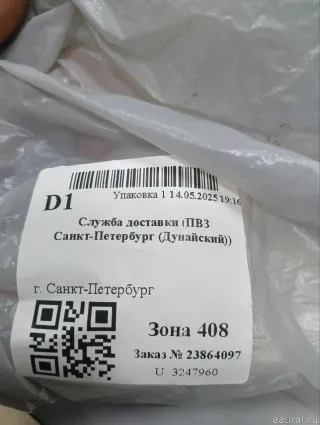 D1
Упаковка 1 14.05.2025 19:16
Служба доставки (ПВЗ
Санкт-Петербург (Дунайский))
г. Санкт-Петербург
Зона 408
Заказ № 23864097
U 3247960
eaural.ru